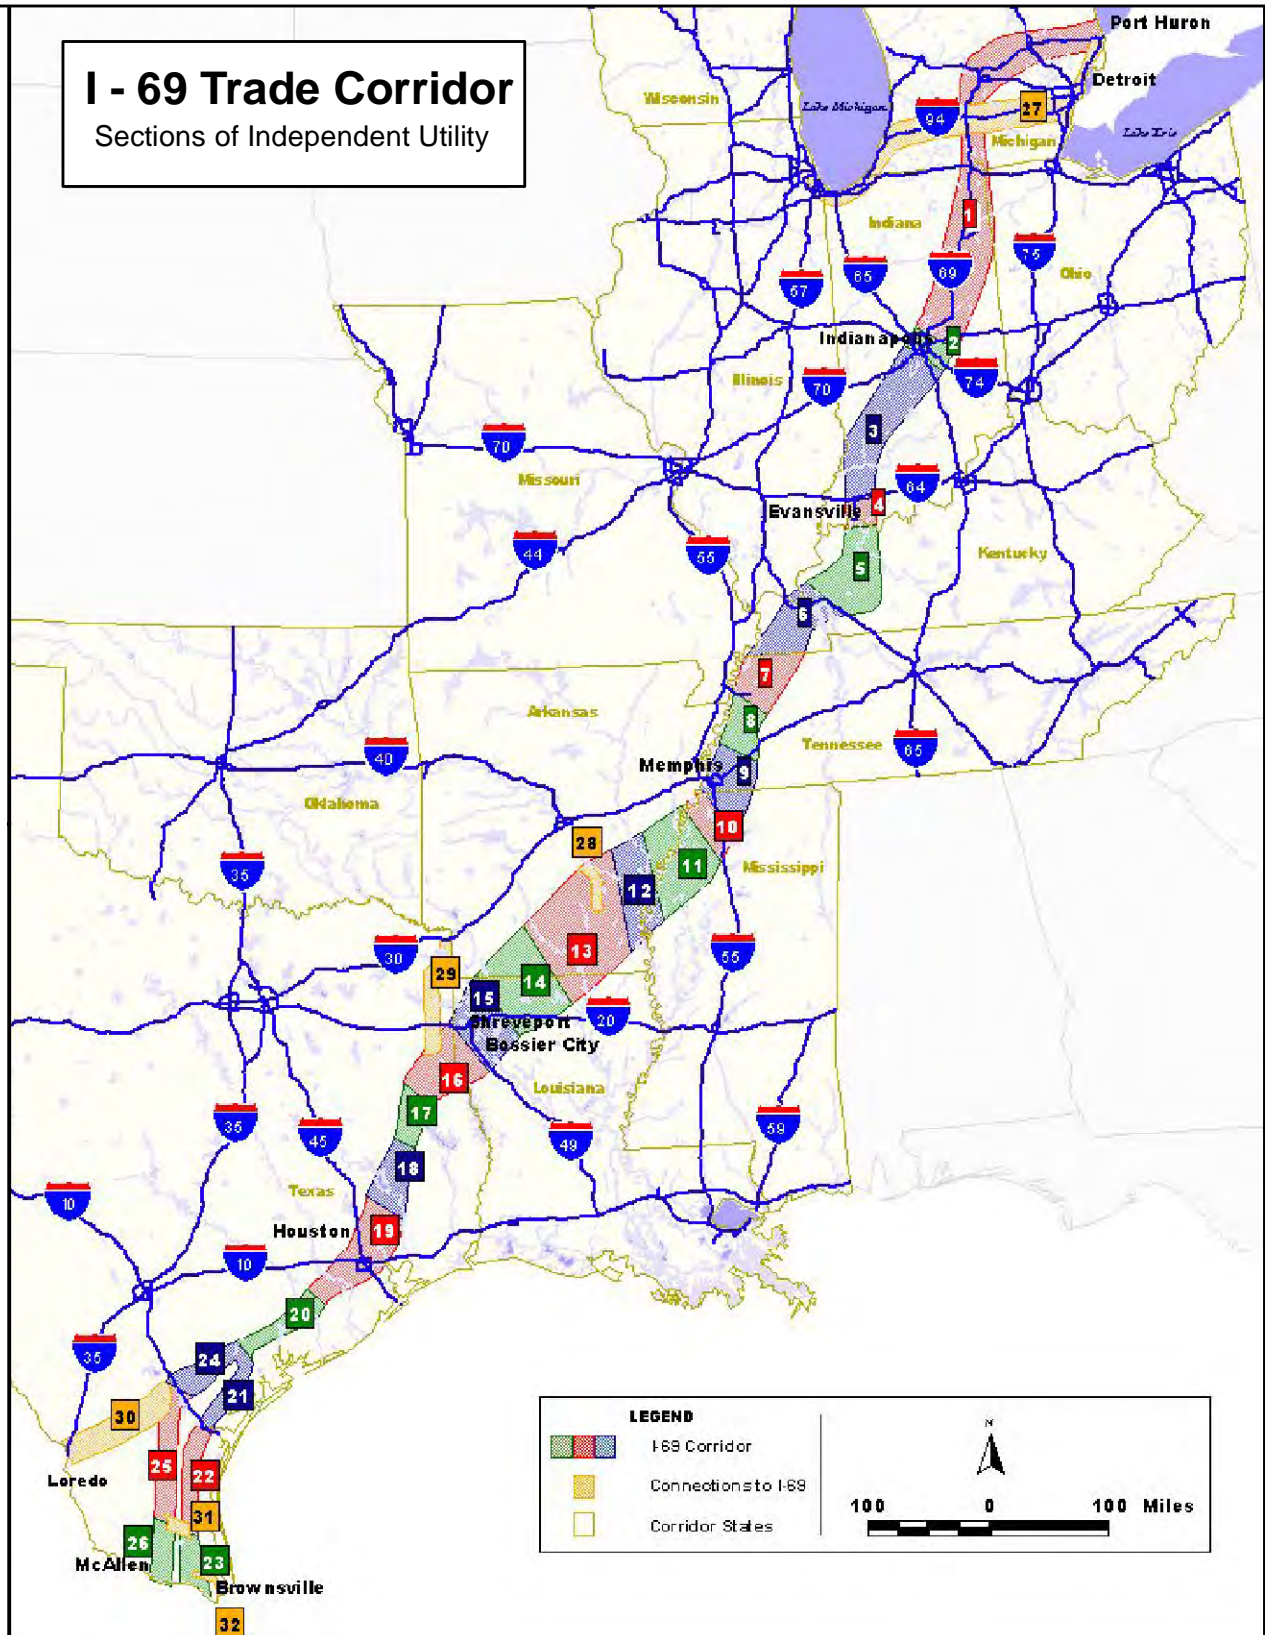 I - 69 Trade Corridor
Sections of Independent Utility
Port Huron
Detroit
Wisconsin
Lake Michigan
94
27
Michigan
Lake Erie
1
Indiana
75
69
65
57
Ohio
Indianapolis
2
Illinois
70
74
3
70
Missouri
64
4
Evansville
44
55
Kentucky
5
6
7
Arkansas
8
Tennessee
65
40
Memphis
9
Oklahoma
10
28
11
Mississippi
35
12
13
55
30
29
14
15
Shreveport
20
Bossier City
16
Louisiana
17
35
45
49
59
18
Texas
10
19
Houston
10
20
35
24
21
30
25
22
Loredo
31
26
23
McAllen
Brownsville
32
LEGEND
I-69 Corridor
Connections to I-69
Corridor States
N
100 0 100 Miles